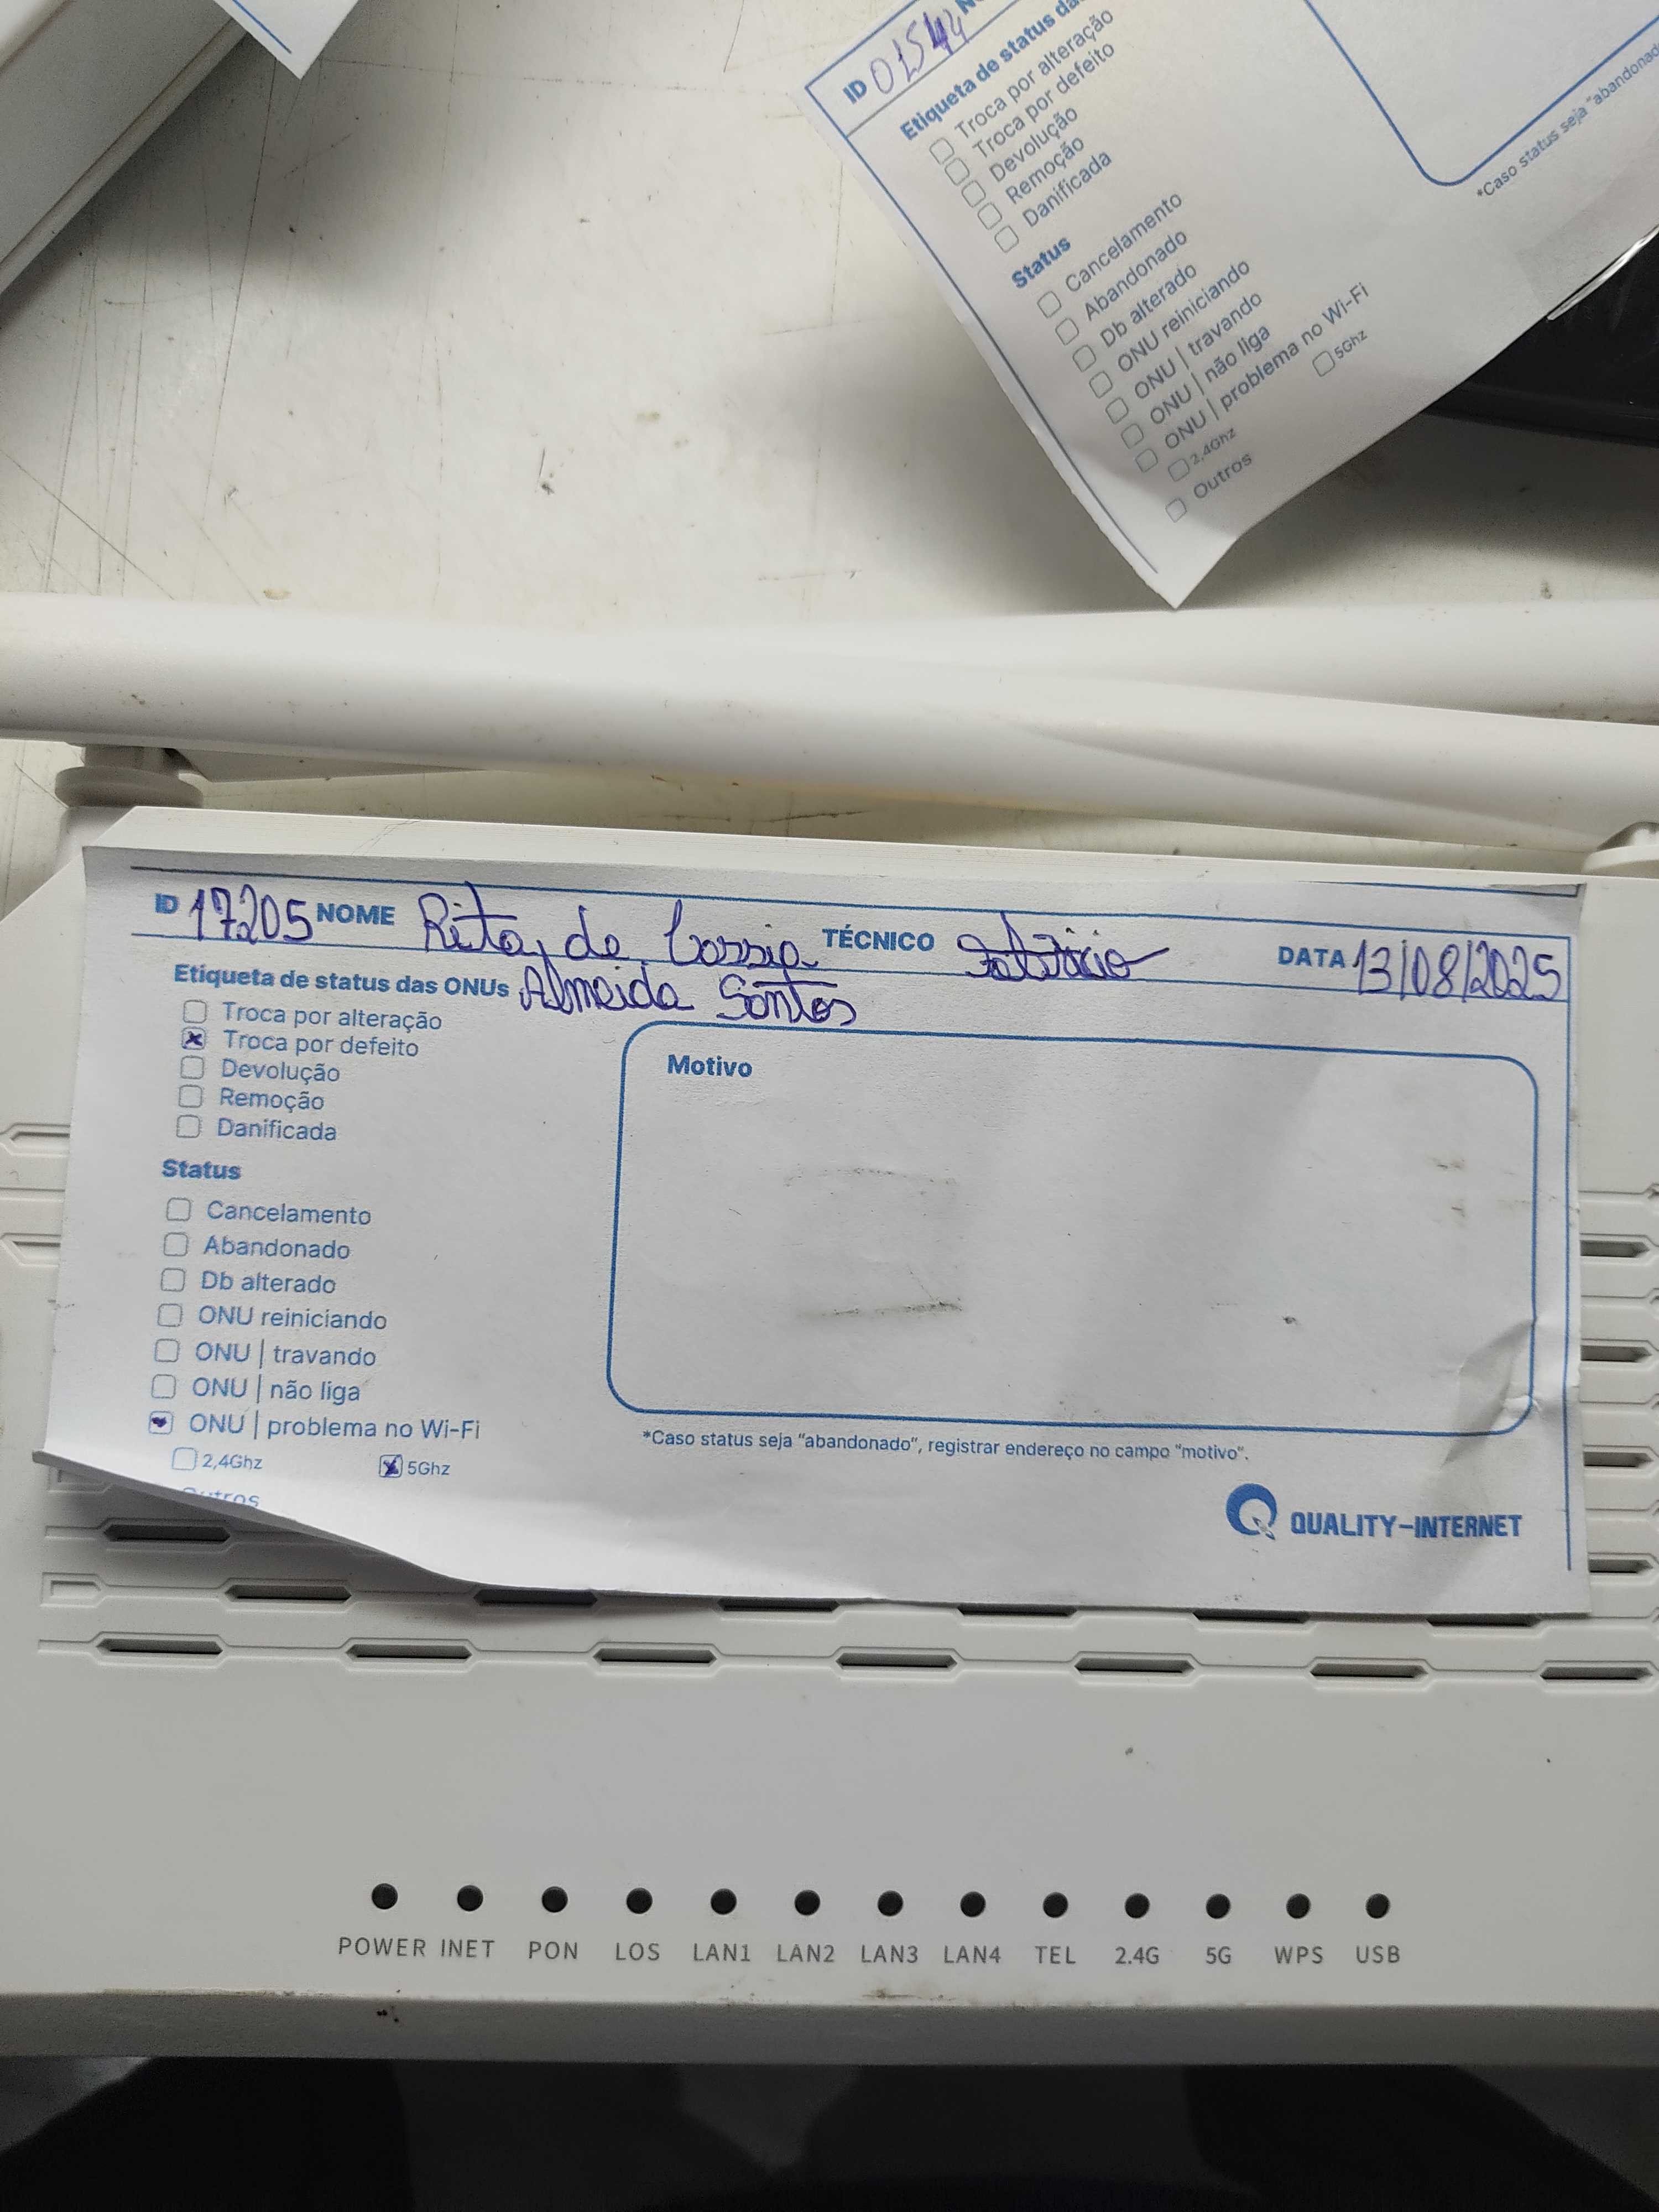 ID 01544
Etiqueta de status da
Troca por alteração
Troca por defeito
Devolução
Remoção
Danificada
Status
Cancelamento
Abandonado
Db alterado
ONU reiniciando
ONU | travando
ONU | não liga
ONU | problema no Wi-Fi
2,4Ghz 5Ghz
Outros
*Caso status seja "abandonad
ID 17205 NOME Rita de Cassia TÉCNICO Fabrício DATA 13/08/2025
Almeida Santos
Etiqueta de status das ONUs
Troca por alteração
Troca por defeito
Devolução
Remoção
Danificada
Status
Cancelamento
Abandonado
Db alterado
ONU reiniciando
ONU | travando
ONU | não liga
ONU | problema no Wi-Fi
2,4Ghz 5Ghz
Outros
Motivo
*Caso status seja "abandonado", registrar endereço no campo "motivo".
QUALITY-INTERNET
POWER INET PON LOS LAN1 LAN2 LAN3 LAN4 TEL 2.4G 5G WPS USB